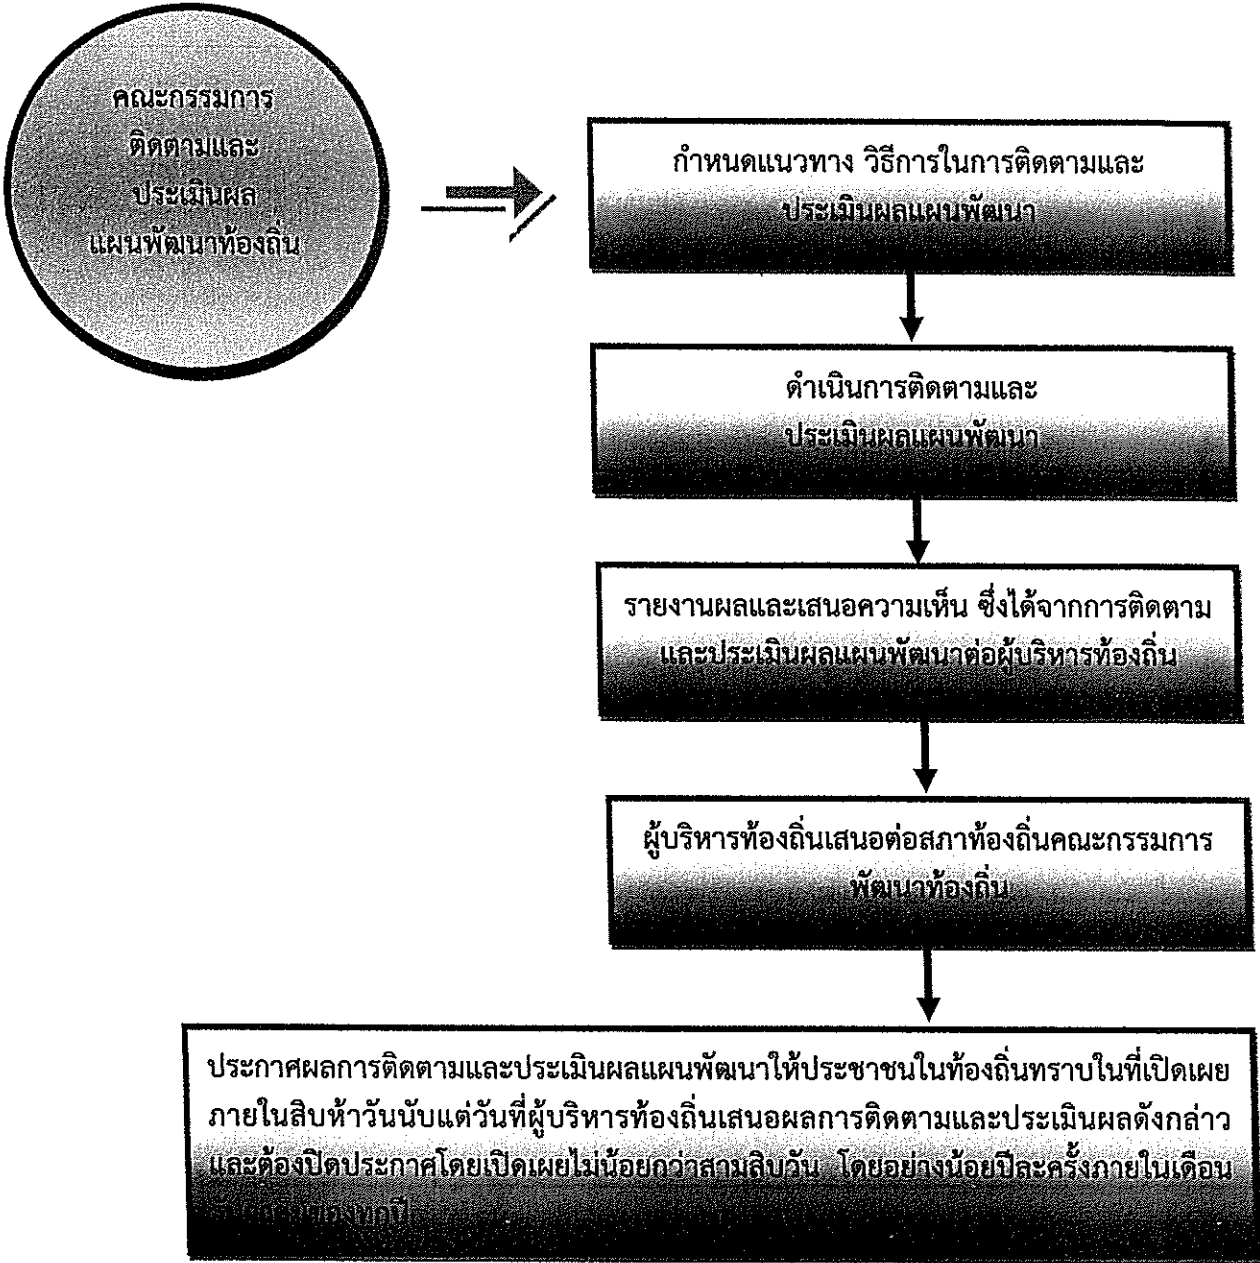 คณะกรรมการ
ติดตามและ
ประเมินผล
แผนพัฒนาท้องถิ่น
กำหนดแนวทาง วิธีการในการติดตามและ
ประเมินผลแผนพัฒนา
ดำเนินการติดตามและ
ประเมินผลแผนพัฒนา
รายงานผลและเสนอความเห็น ซึ่งได้จากการติดตาม
และประเมินผลแผนพัฒนาต่อผู้บริหารท้องถิ่น
ผู้บริหารท้องถิ่นเสนอต่อสภาท้องถิ่นคณะกรรมการ
พัฒนาท้องถิ่น
ประกาศผลการติดตามและประเมินผลแผนพัฒนาให้ประชาชนในท้องถิ่นทราบในที่เปิดเผย
ภายในสิบห้าวันนับแต่วันที่ผู้บริหารท้องถิ่นเสนอผลการติดตามและประเมินผลดังกล่าว
และต้องปิดประกาศโดยเปิดเผยไม่น้อยกว่าสามสิบวัน โดยอย่างน้อยปีละครั้งภายในเดือน
ของทุกปี